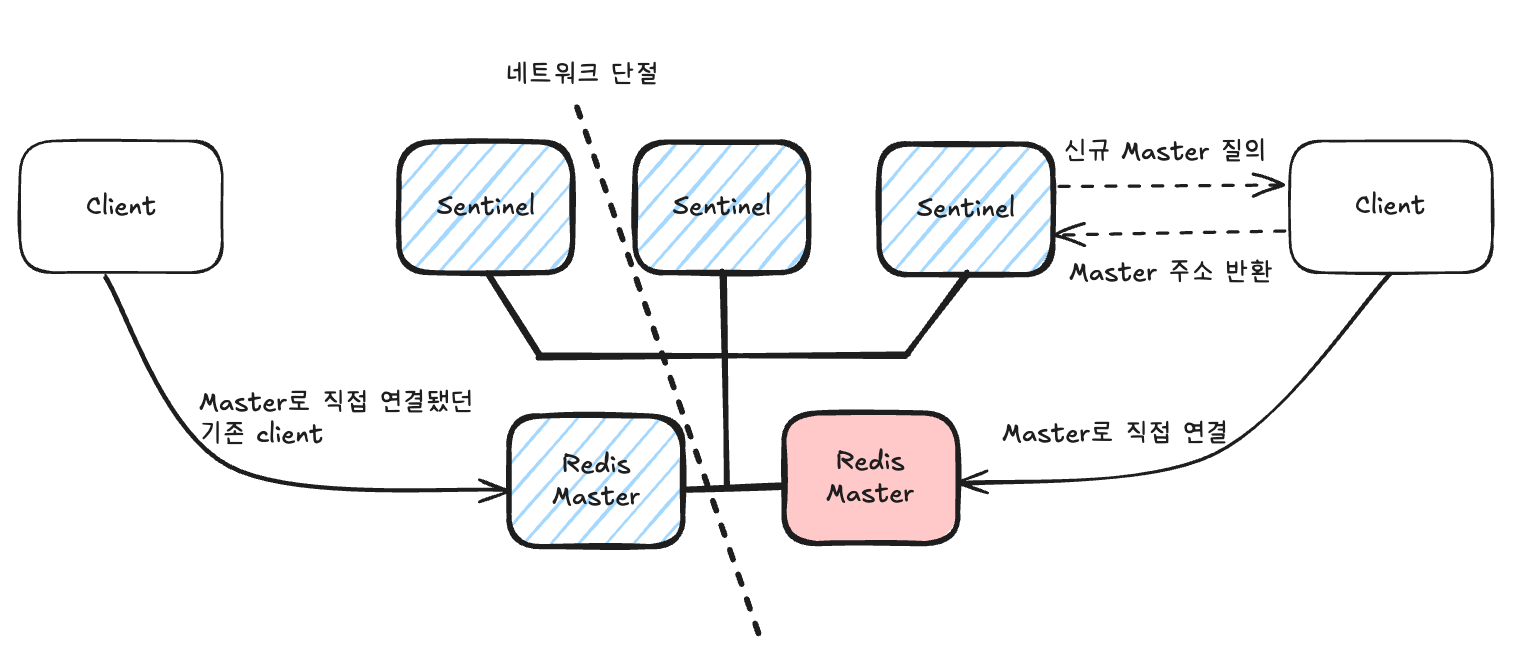 네트워크 단절
Client
Sentinel
Sentinel
Sentinel
신규 Master 질의
Client
Master 주소 반환
Master로 직접 연결됐던
기존 client
Redis
Master
Redis
Master
Master로 직접 연결